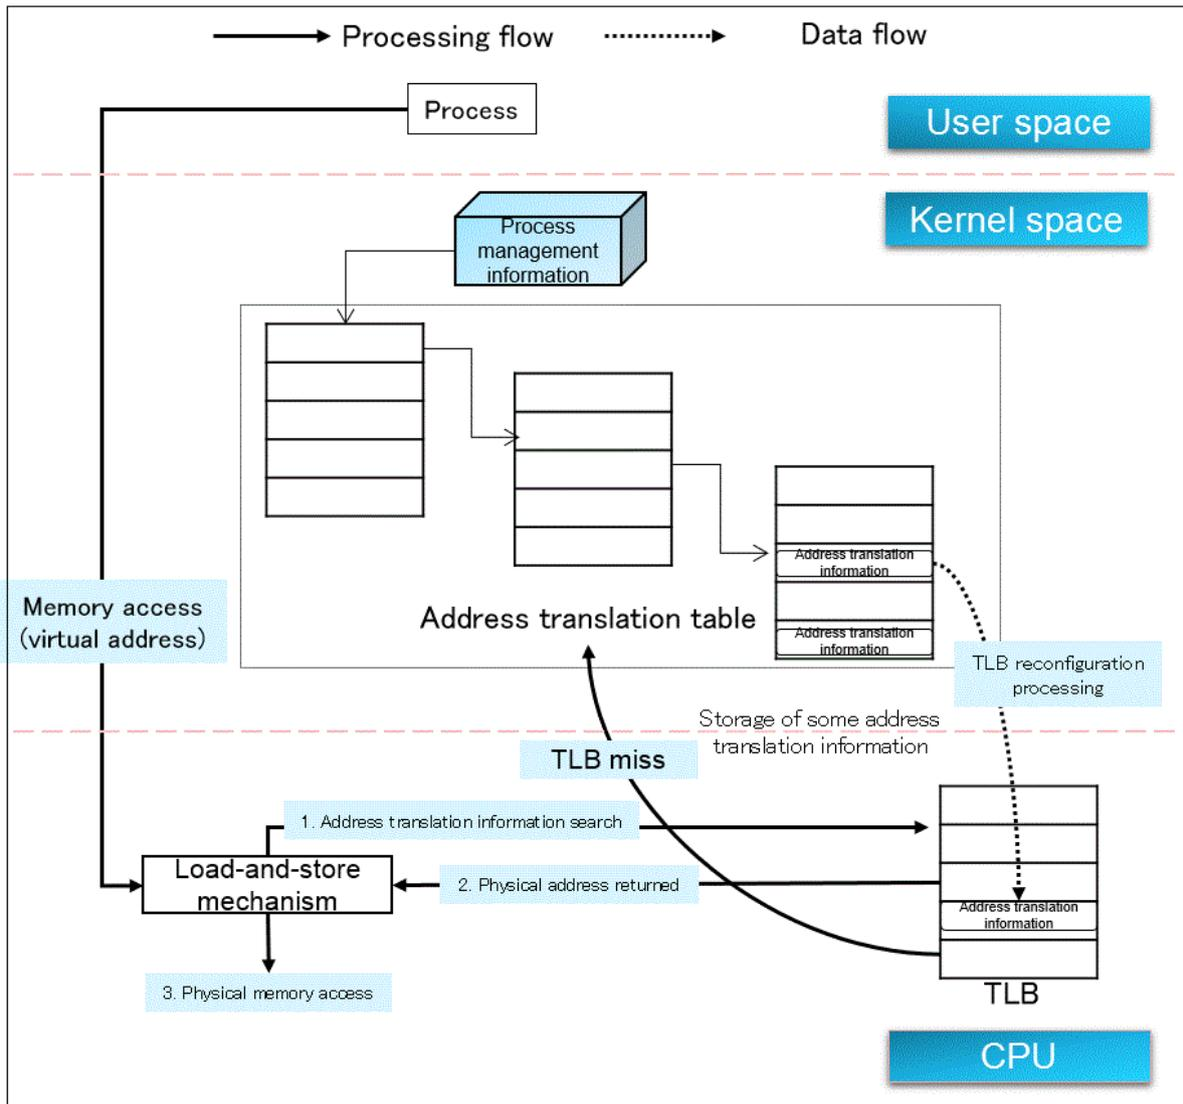 Processing flow
Data flow
Process
User space
Kernel space
Process
management
information
Address translation
information
Memory access
(virtual address)
Address translation table
Address translation
information
TLB reconfiguration
processing
Storage of some address
translation information
TLB miss
1. Address translation information search
Load-and-store
mechanism
2. Physical address returned
Address translation
information
3. Physical memory access
TLB
CPU